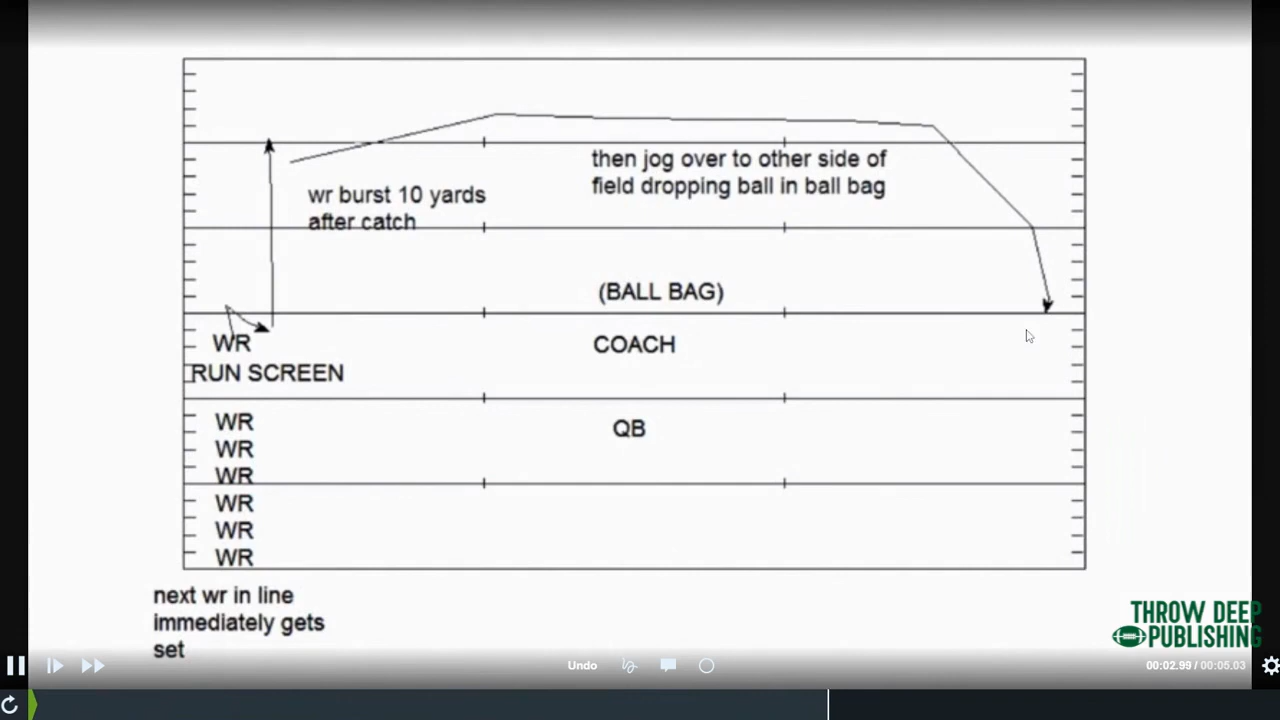 then jog over to other side of
field dropping ball in ball bag
wr burst 10 yards
after catch
(BALL BAG)
WR
COACH
RUN SCREEN
WR
QB
WR
WR
WR
WR
WR
next wr in line
immediately gets
set
THROW DEEP
PUBLISHING
Undo
00:02.99 / 00:05.03